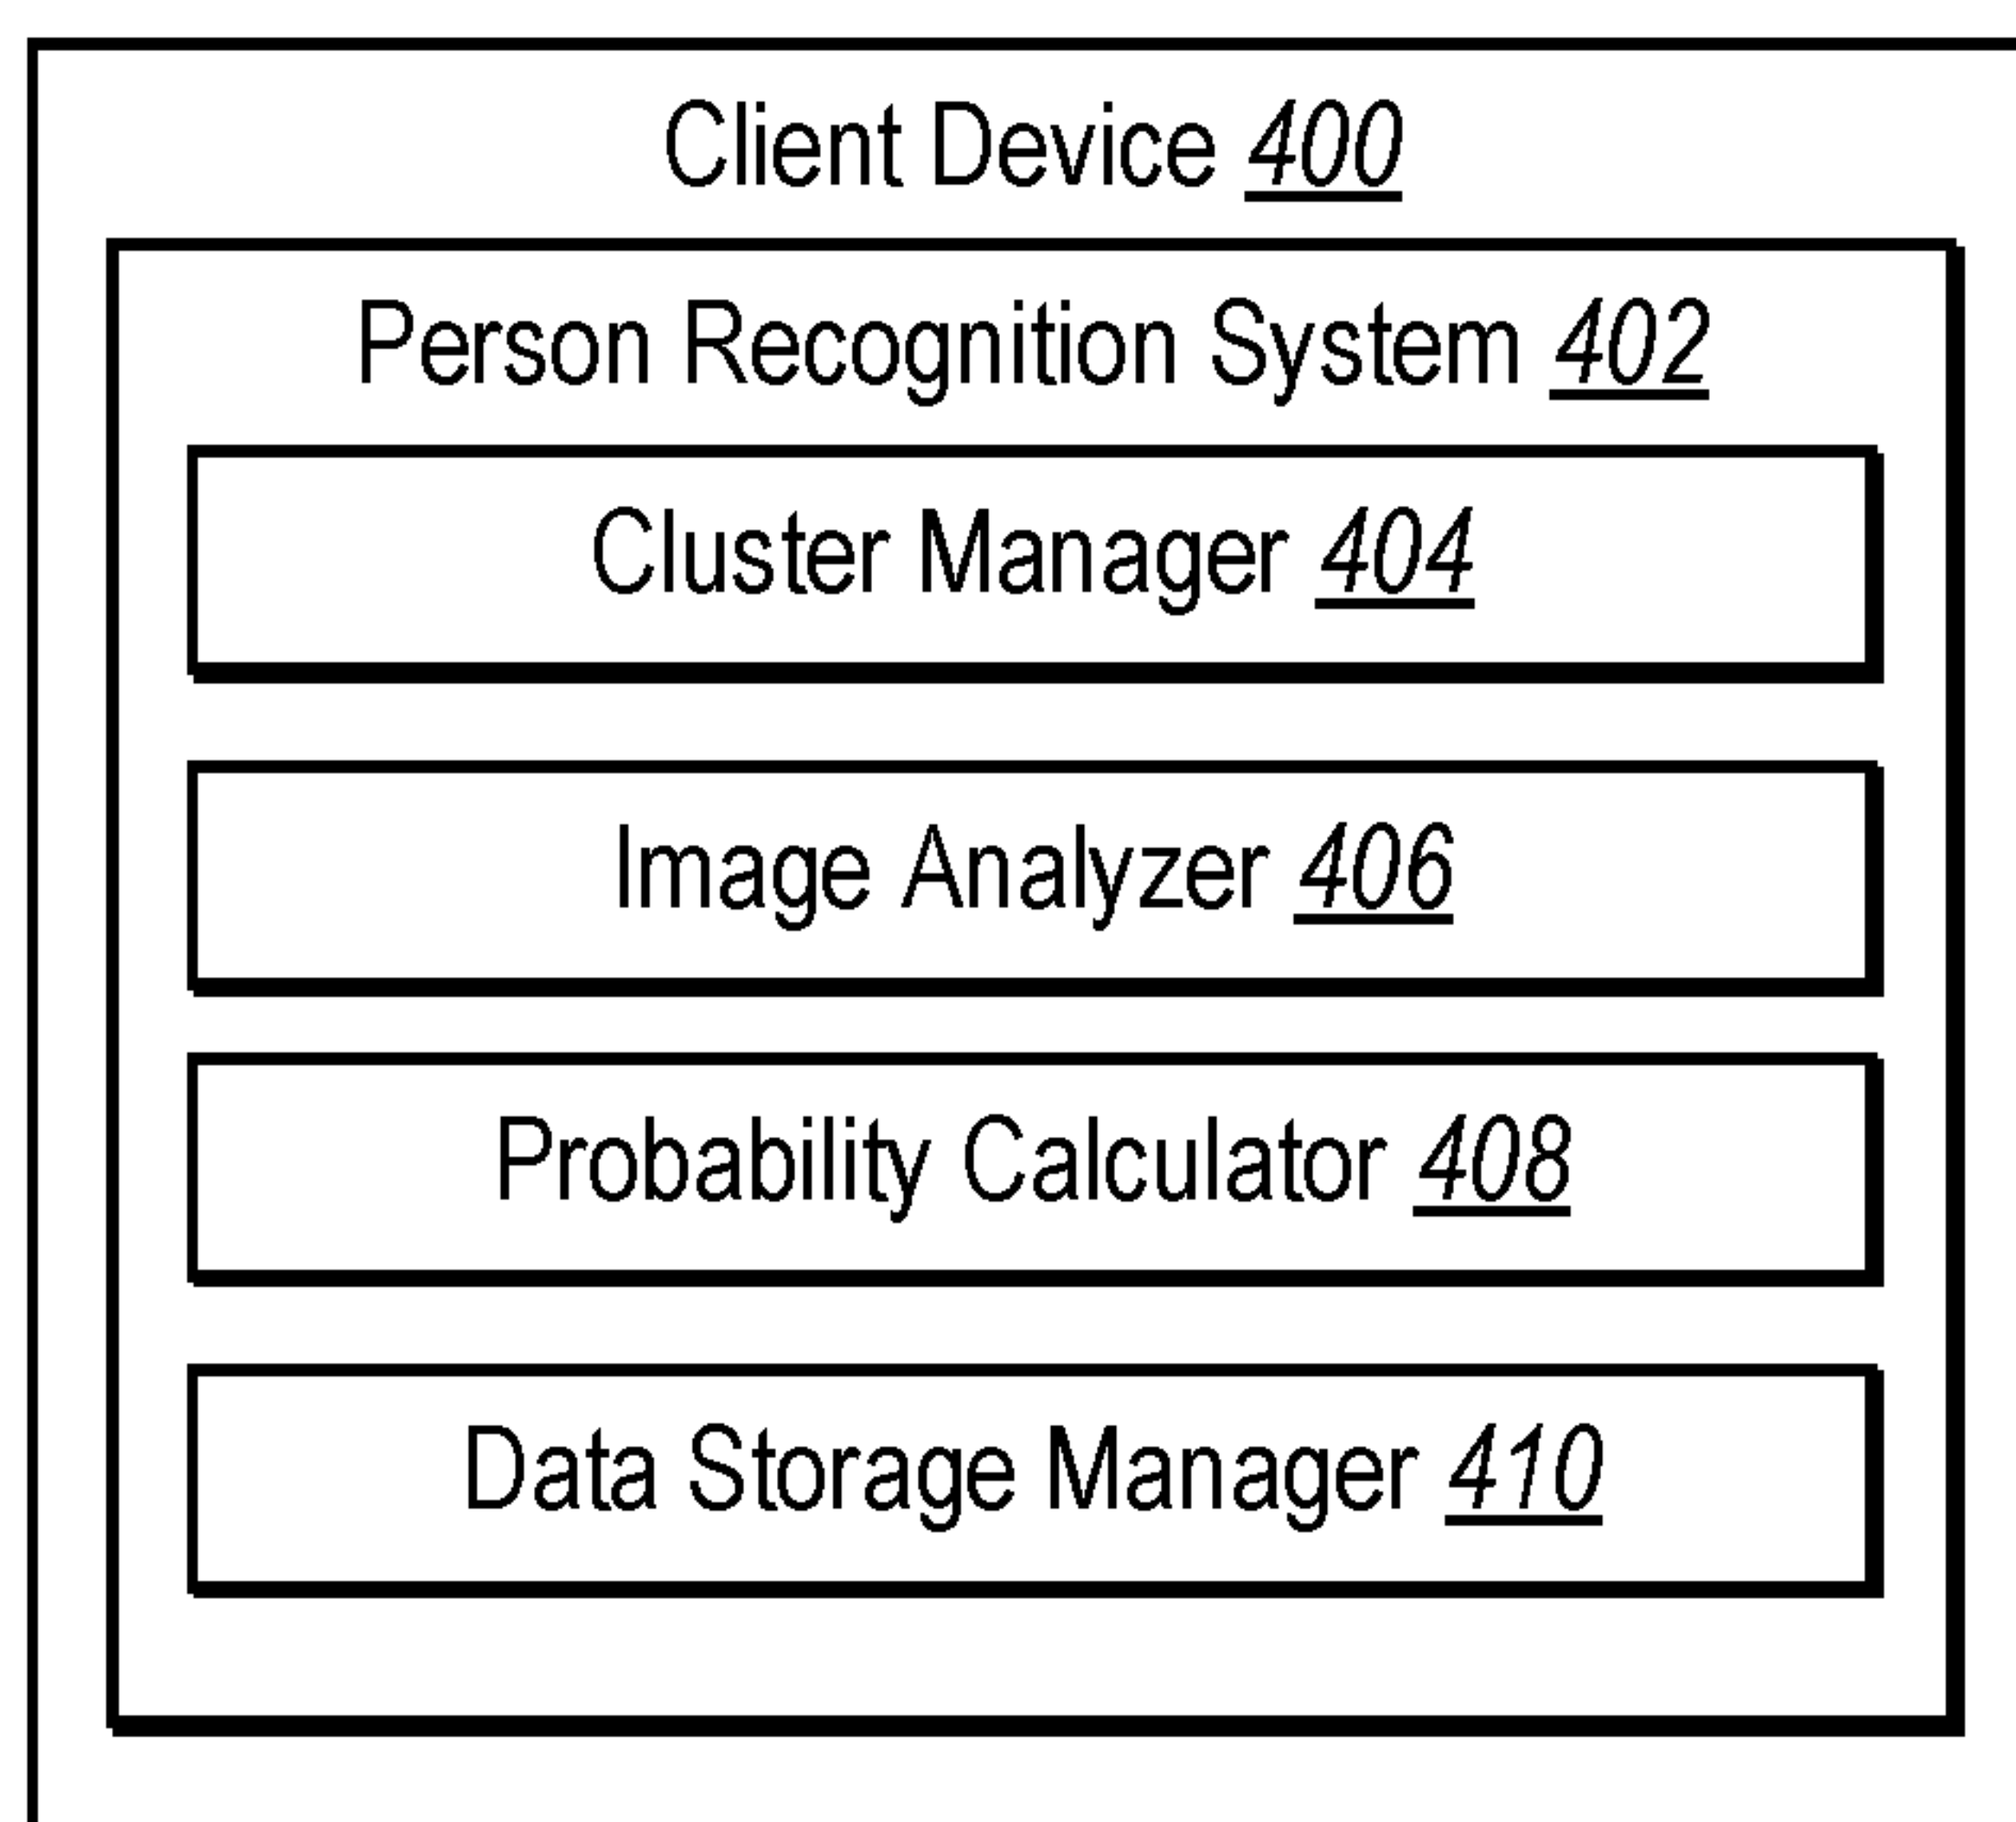 Client Device 400
Person Recognition System 402
Cluster Manager 404
Image Analyzer 406
Probability Calculator 408
Data Storage Manager 410